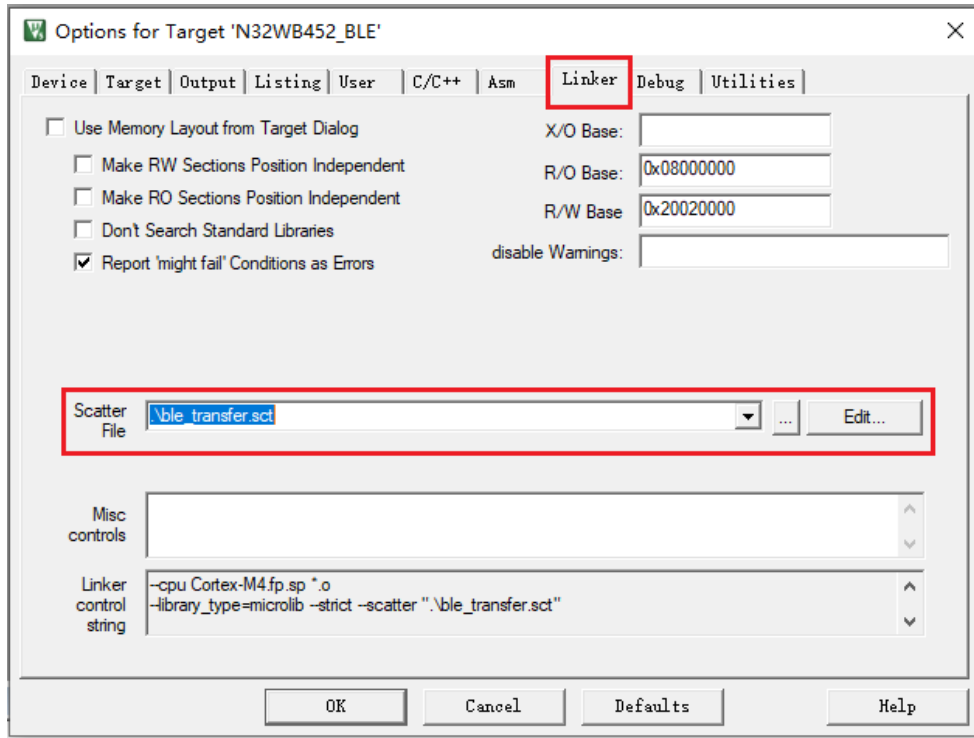 Options for Target 'N32WB452_BLE'
Device Target Output Listing User C/C++ Asm Linker Debug Utilities
Use Memory Layout from Target Dialog
Make RW Sections Position Independent
Make RO Sections Position Independent
Don't Search Standard Libraries
Report 'might fail' Conditions as Errors
X/O Base:
R/O Base: 0x08000000
R/W Base 0x20020000
disable Warnings:
Scatter
File
.\ble_transfer.sct
... Edit...
Misc
controls
Linker
control
string
--cpu Cortex-M4.fp.sp *.o
--library_type=microlib --strict --scatter ".\ble_transfer.sct"
OK Cancel Defaults Help